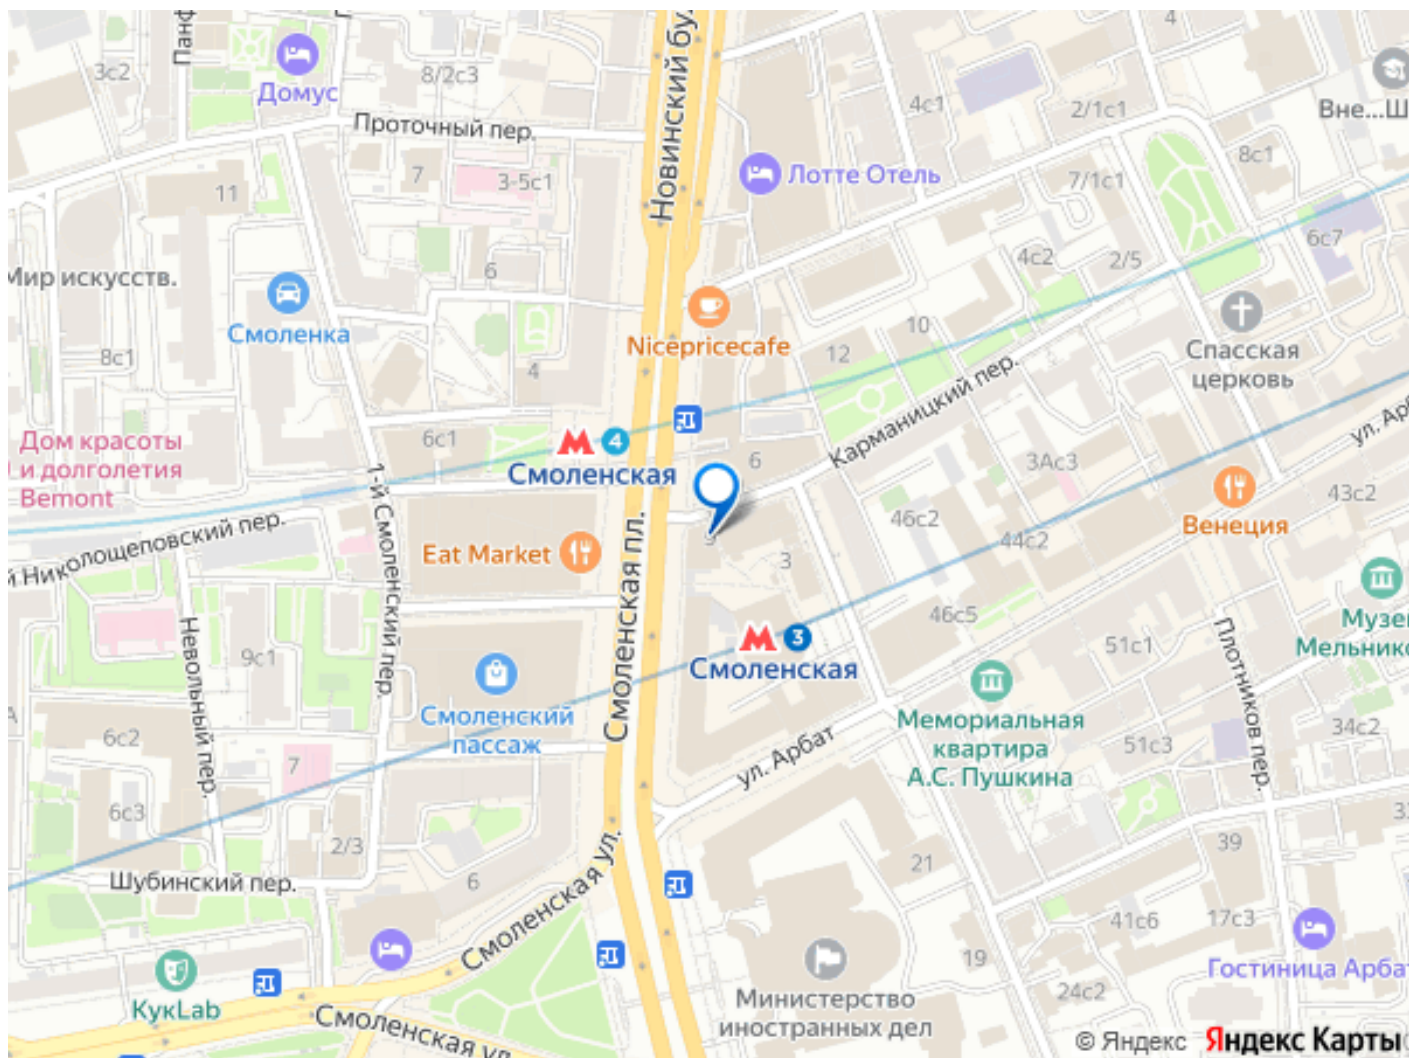 Новинский бул
3с2
Домус
8/2с3
4с1
2/1с1
Вне...Ш
Проточный пер.
11
7
3-5с1
Лотте Отель
7/1с1
8с1
6с7
Мир искусств.
6
4с2
2/5
Смоленка
Nicepricecafe
10
12
Спасская
церковь
8с1
4
Карманицкий пер.
ул. Арб
Дом красоты
и долголетия
Bemont
6с1
4
Смоленская
6
3Ас3
43с2
1-й Смоленский пер.
Николощеповский пер.
Eat Market
Смоленская пл.
9
3
46с2
44с2
Венеция
46с5
Невольный пер.
9с1
3
Смоленская
51с1
Плотников пер.
Музей
Мельнико
Смоленский
пассаж
Мемориальная
квартира
А.С. Пушкина
51с3
34с2
6с2
7
ул. Арбат
6с3
2/3
Шубинский пер.
6
Смоленская ул.
21
39
41с6
17с3
КукLab
19
24с2
Гостиница Арбат
Министерство
иностранных дел
Смоленская ул
© Яндекс Яндекс Карты